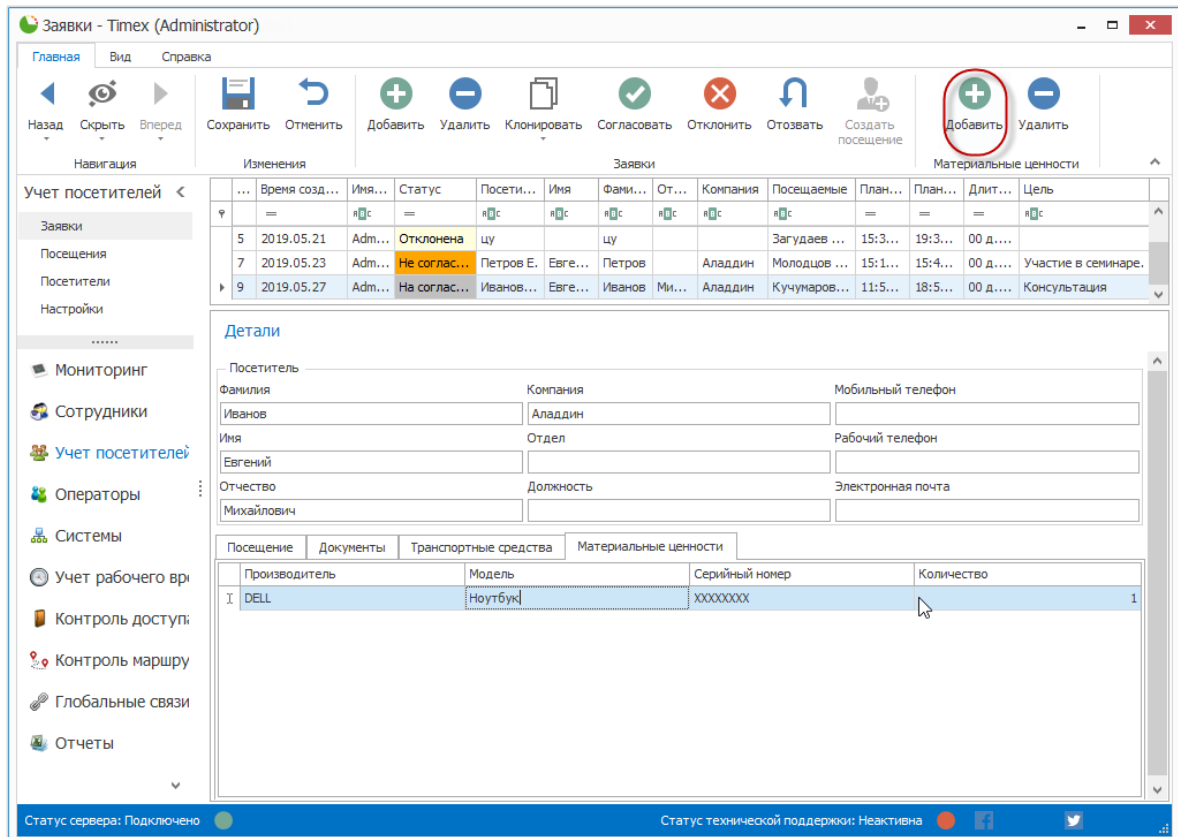 Заявки - Timex (Administrator)
Главная Вид Справка
Назад Скрыть Вперед Сохранить Отменить Добавить Удалить Клонировать Согласовать Отклонить Отозвать Создать посещение Добавить Удалить
Навигация Изменения Заявки Материальные ценности
Учет посетителей
Заявки
Посещения
Посетители
Настройки
Мониторинг
Сотрудники
Учет посетителей
Операторы
Системы
Учет рабочего вре
Контроль доступа
Контроль маршру
Глобальные связи
Отчеты
... Время созд... Имя... Статус Посети... Имя Фами... От... Компания Посещаемые План... План... Длит... Цель
= = = = =
5 2019.05.21 Adm... Отклонена цу цу Загудаев ... 15:3... 19:3... 00 д....
7 2019.05.23 Adm... Не соглас... Петров Е. Евге... Петров Аладдин Молодцов ... 15:1... 15:4... 00 д.... Участие в семинаре.
9 2019.05.27 Adm... На соглас... Иванов... Евге... Иванов Ми... Аладдин Кучумаров... 11:5... 18:5... 00 д.... Консультация
Детали
Посетитель
Фамилия Компания Мобильный телефон
Иванов Аладдин
Имя Отдел Рабочий телефон
Евгений
Отчество Должность Электронная почта
Михайлович
Посещение Документы Транспортные средства Материальные ценности
Производитель Модель Серийный номер Количество
DELL Ноутбук XXXXXXXX 1
Статус сервера: Подключено Статус технической поддержки: Неактивна